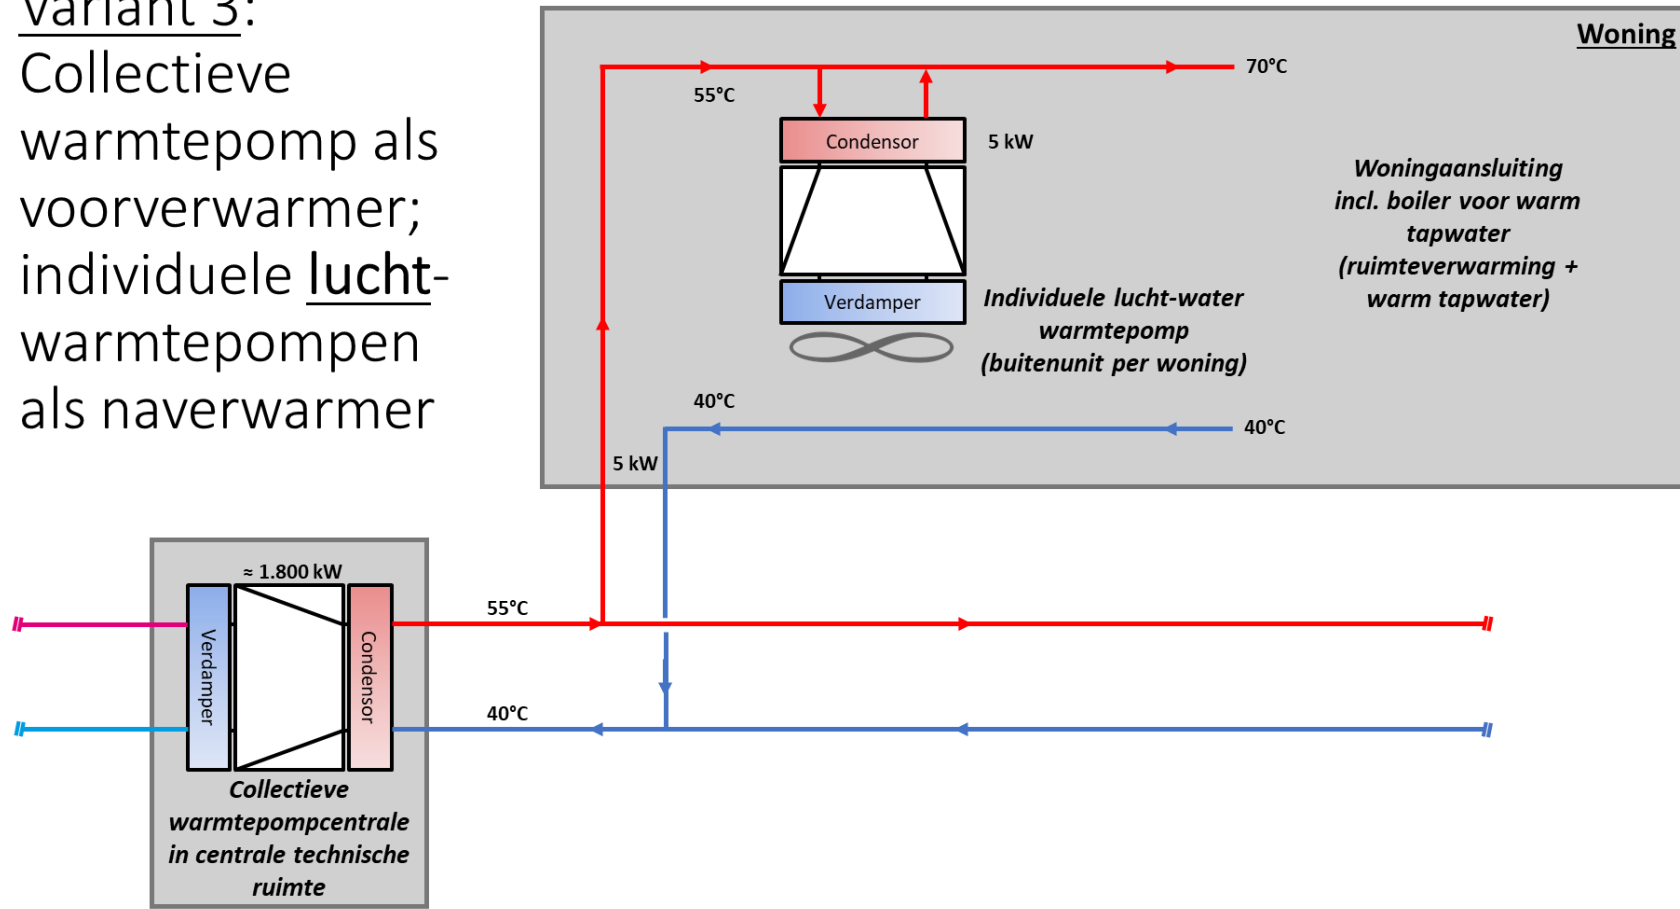 Variant 3:
Collectieve
warmtepomp als
voorverwarmer;
individuele lucht-
warmtepompen
als naverwarmer
Woning
70°C
55°C
Condensor
5 kW
Woningaansluiting
incl. boiler voor warm
tapwater
(ruimteverwarming +
warm tapwater)
Verdamper
Individuele lucht-water
warmtepomp
(buitenunit per woning)
40°C
40°C
5 kW
≈ 1.800 kW
Verdamper
Condensor
55°C
40°C
Collectieve
warmtepompcentrale
in centrale technische
ruimte